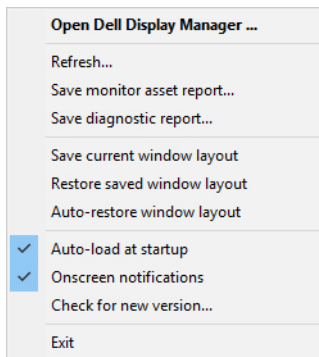 Open Dell Display Manager ...
Refresh...
Save monitor asset report...
Save diagnostic report...
Save current window layout
Restore saved window layout
Auto-restore window layout
Auto-load at startup
Onscreen notifications
Check for new version...
Exit